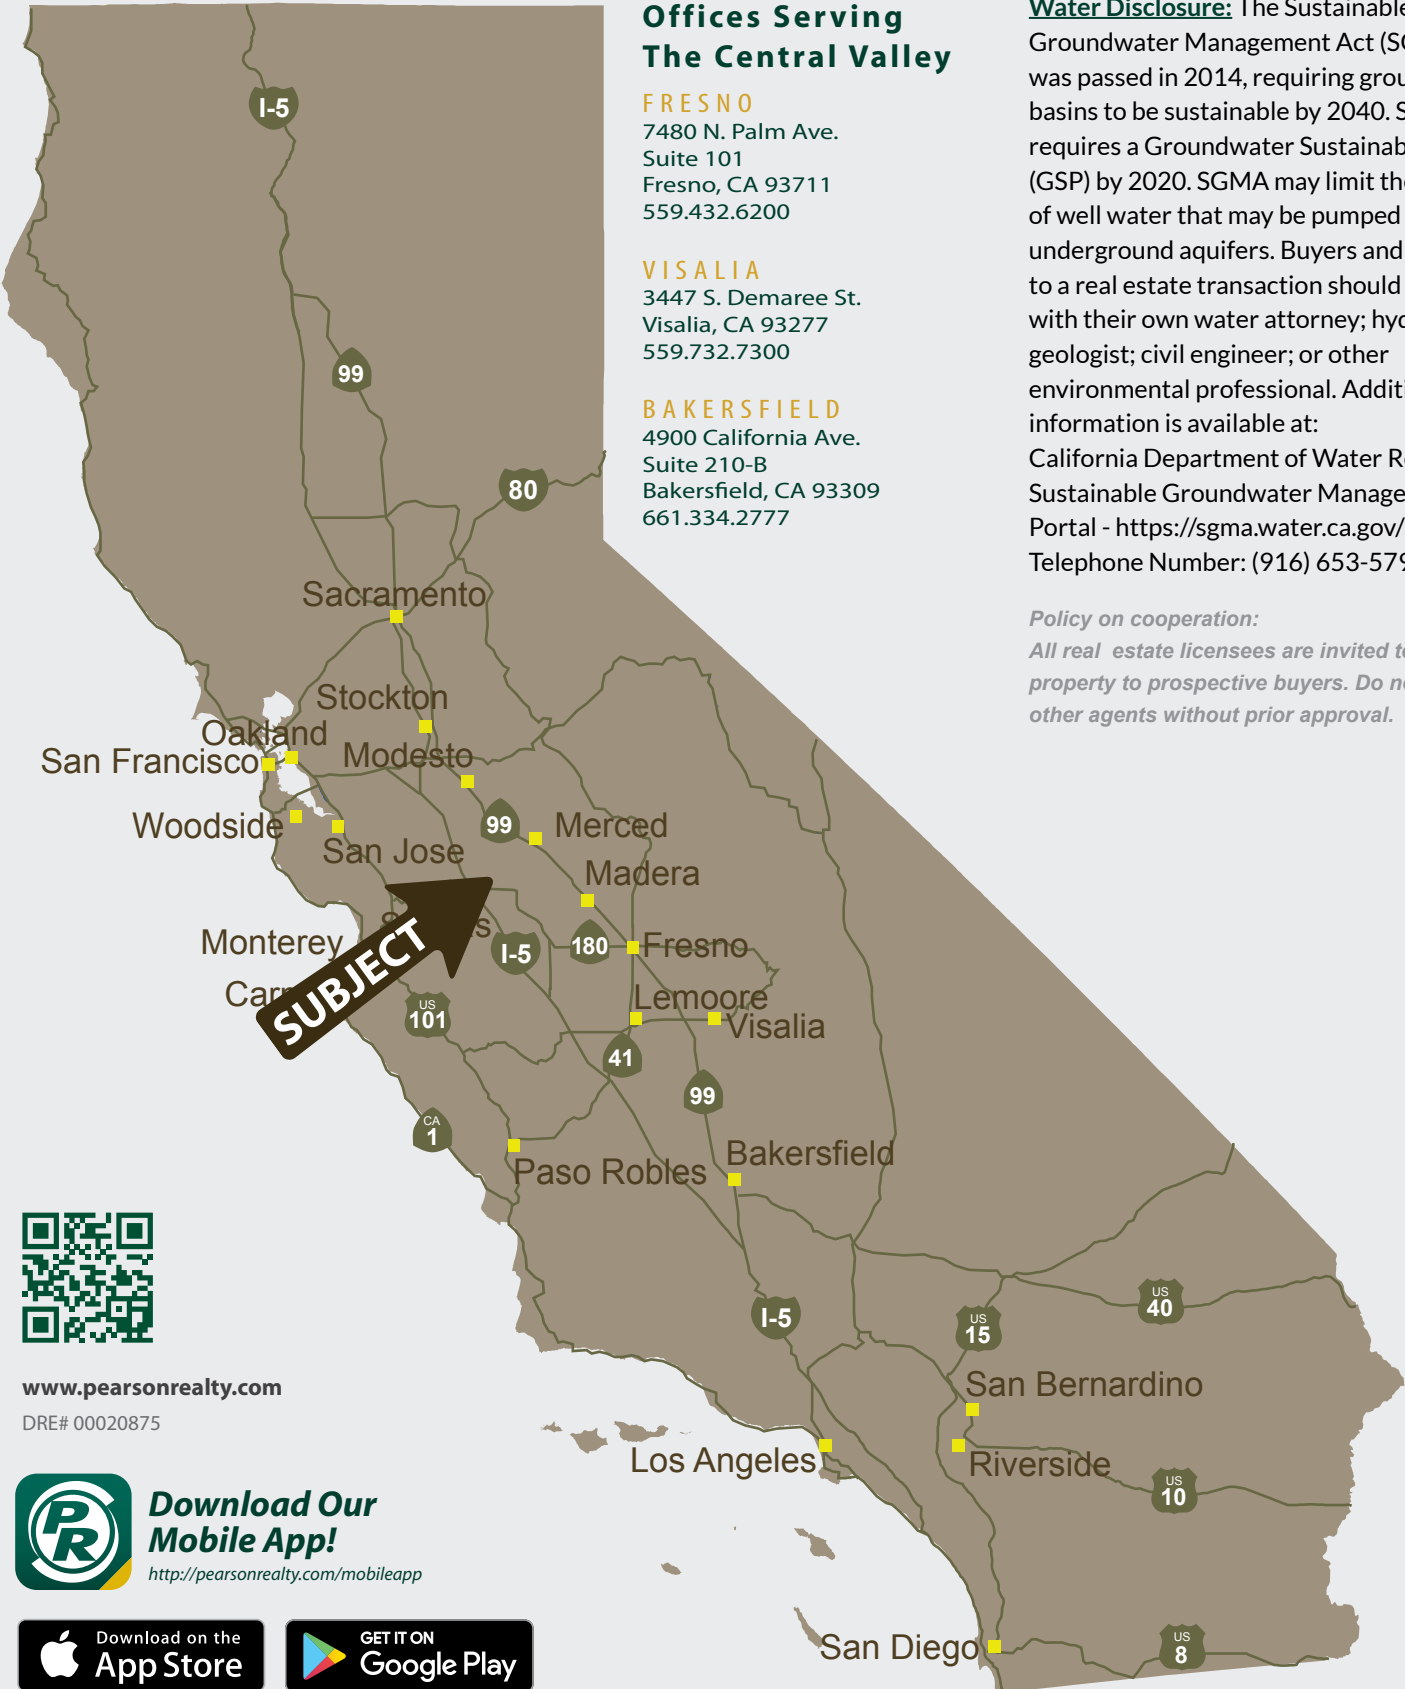 Offices Serving
The Central Valley
FRESNO
7480 N. Palm Ave.
Suite 101
Fresno, CA 93711
559.432.6200
VISALIA
3447 S. Demaree St.
Visalia, CA 93277
559.732.7300
BAKERSFIELD
4900 California Ave.
Suite 210-B
Bakersfield, CA 93309
661.334.2777
Water Disclosure: The Sustainable
Groundwater Management Act
was passed in 2014, requiring
basins to be sustainable by 2040.
requires a Groundwater
(GSP) by 2020. SGMA may limit
of well water that may be pumped
underground aquifers. Buyers and
to a real estate transaction should
with their own water attorney;
geologist; civil engineer; or other
environmental professional.
information is available at:
California Department of Water
Sustainable Groundwater
Portal - https://sgma.water.ca.gov/
Telephone Number: (916)
Policy on cooperation:
All real estate licensees are invited
property to prospective buyers. Do
other agents without prior approval.
I-5
99
80
Sacramento
Stockton
Oakland
San Francisco
Modesto
Woodside
99
Merced
San Jose
Madera
Monterey
I-5
180
Fresno
SUBJECT
US
101
Lemoore
Visalia
41
99
CA
1
Paso Robles
Bakersfield
I-5
US
40
US
15
San Bernardino
Los Angeles
Riverside
US
10
San Diego
US
8
www.pearsonrealty.com
DRE# 00020875
PR
Download Our
Mobile App!
http://pearsonrealty.com/mobileapp
Download on the
App Store
GET IT ON
Google Play